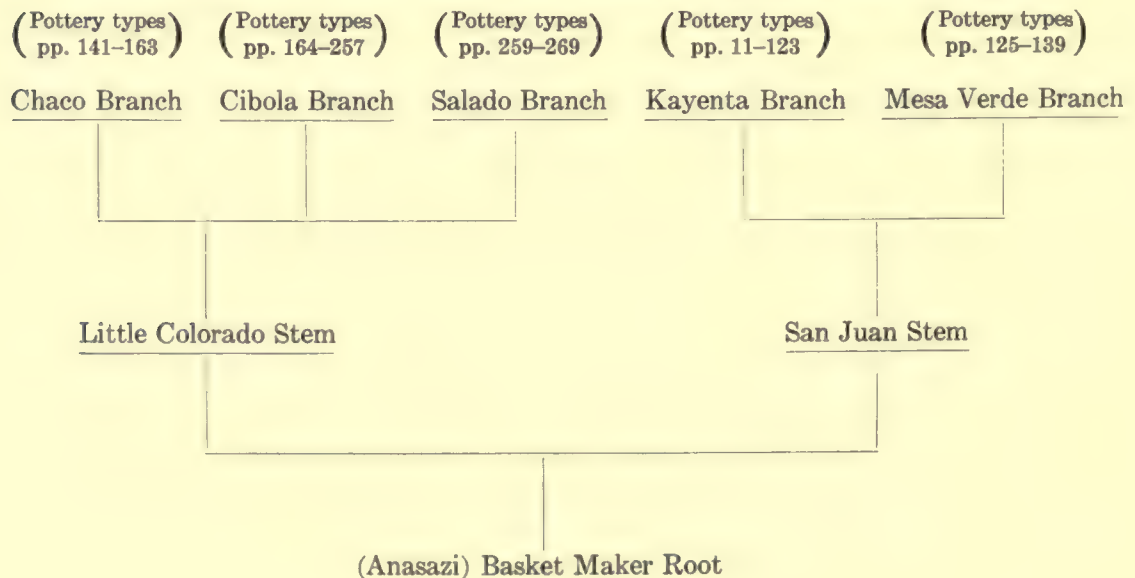 (Pottery types pp. 141–163) (Pottery types pp. 164–257) (Pottery types pp. 259–269) (Pottery types pp. 11–123) (Pottery types pp. 125–139)
Chaco Branch Cibola Branch Salado Branch Kayenta Branch Mesa Verde Branch
Little Colorado Stem San Juan Stem
(Anasazi) Basket Maker Root